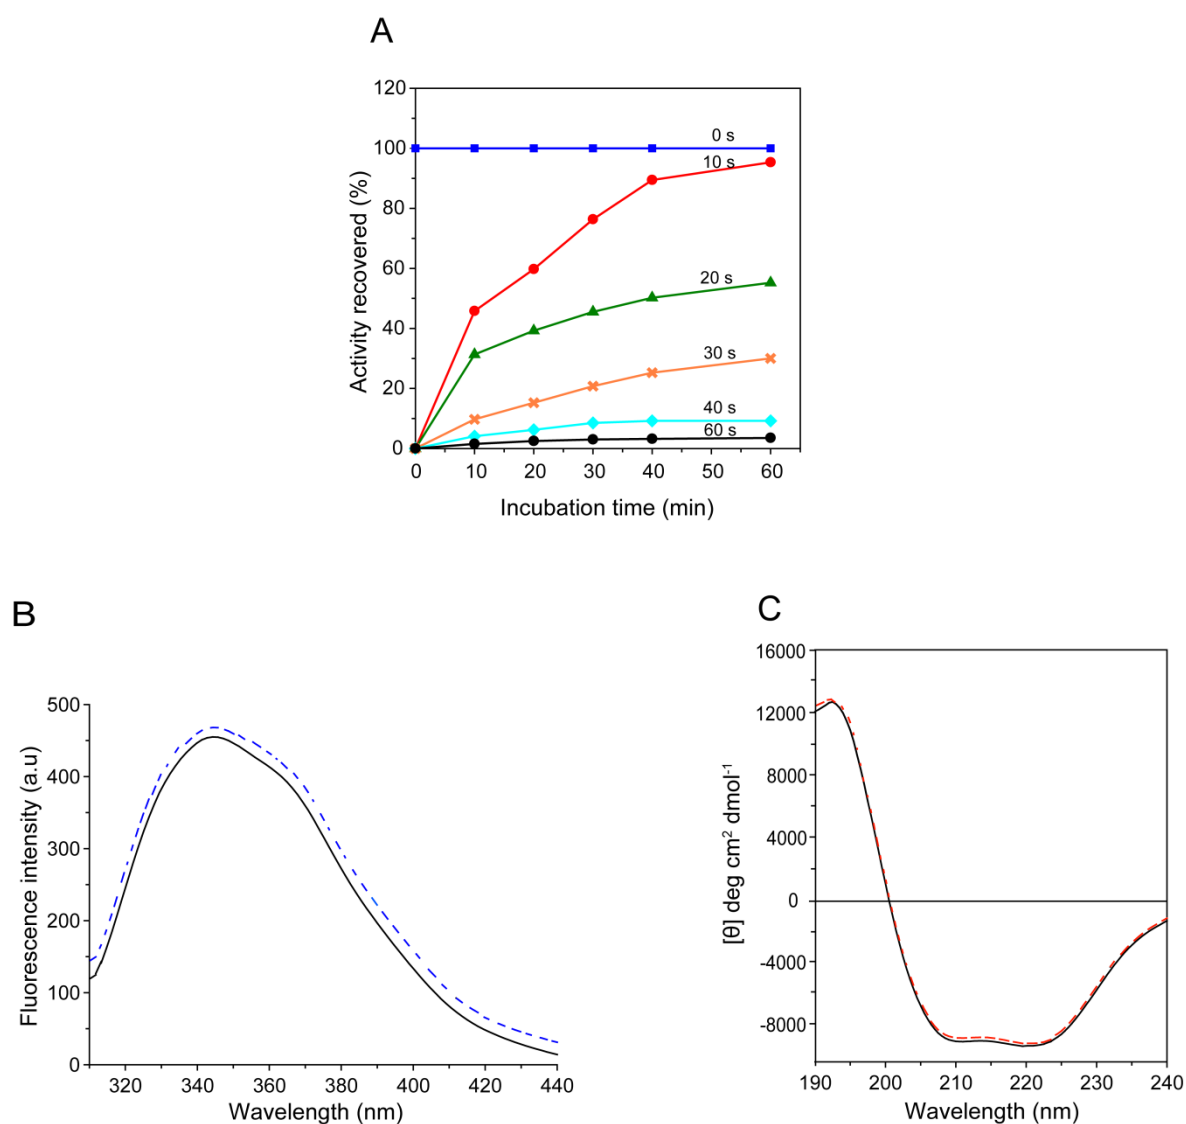 A
120
100
80
60
40
20
0
Activity recovered (%)
0 s
10 s
20 s
30 s
40 s
60 s
0 10 20 30 40 50 60
Incubation time (min)
B
500
400
300
200
100
0
Fluorescence intensity (a.u)
320 340 360 380 400 420 440
Wavelength (nm)
C
16000
12000
8000
4000
0
-4000
-8000
[θ] deg cm² dmol⁻¹
190 200 210 220 230 240
Wavelength (nm)